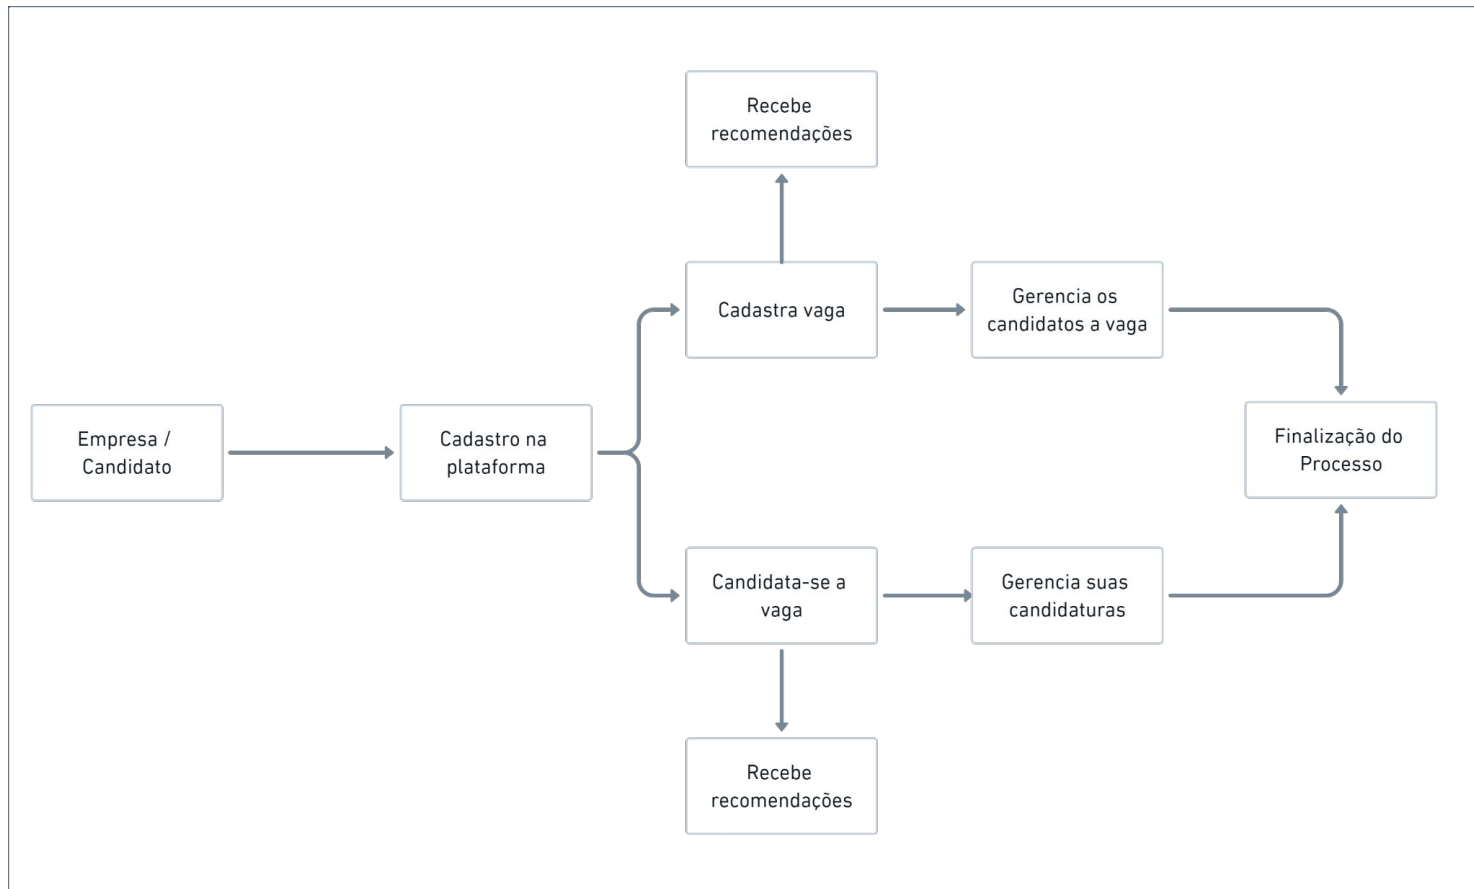 Recebe
recomendações
Cadastra vaga
Gerencia os
candidatos a vaga
Empresa /
Candidato
Cadastro na
plataforma
Finalização do
Processo
Candidata-se a
vaga
Gerencia suas
candidaturas
Recebe
recomendações